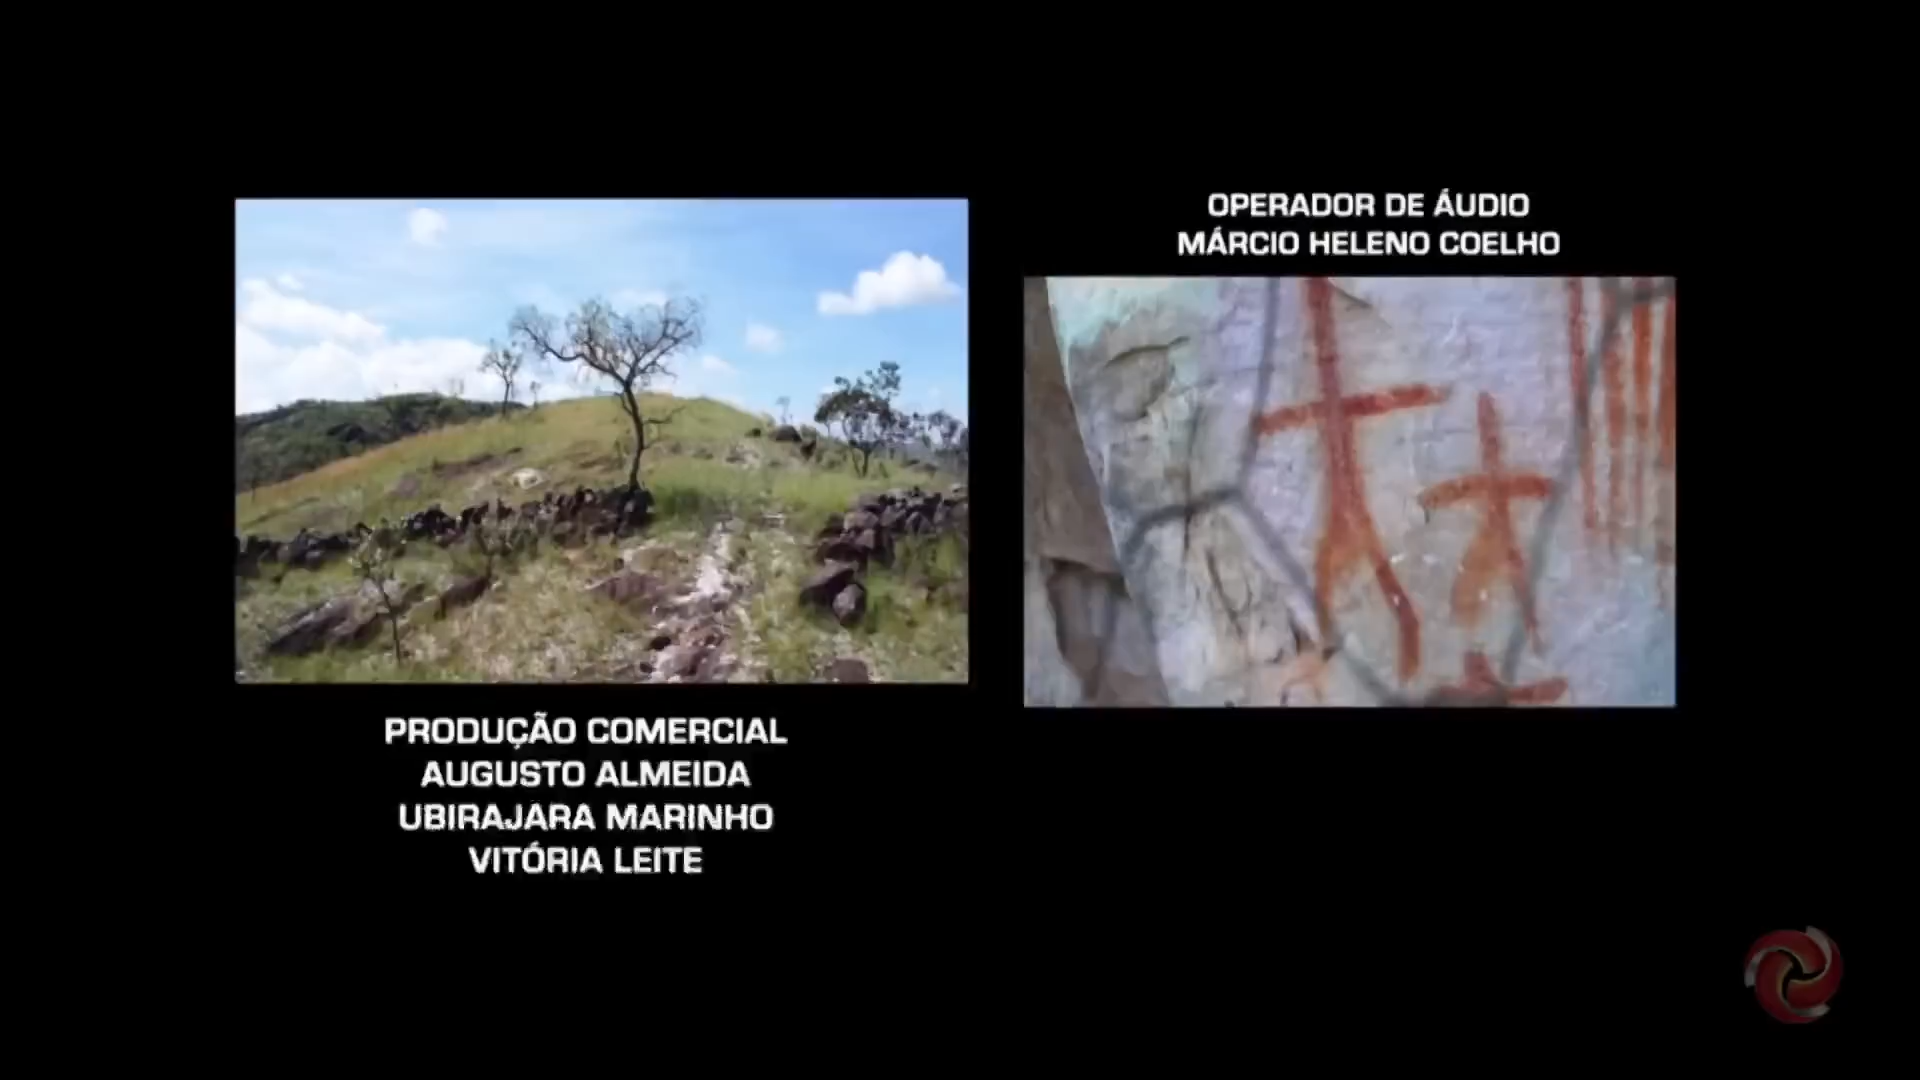 OPERADOR DE ÁUDIO
MÁRCIO HELENO COELHO
PRODUÇÃO COMERCIAL
AUGUSTO ALMEIDA
UBIRAJARA MARINHO
VITÓRIA LEITE